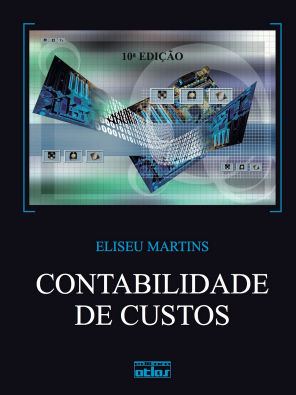 10ª EDIÇÃO
ELISEU MARTINS
CONTABILIDADE
DE CUSTOS
atlas